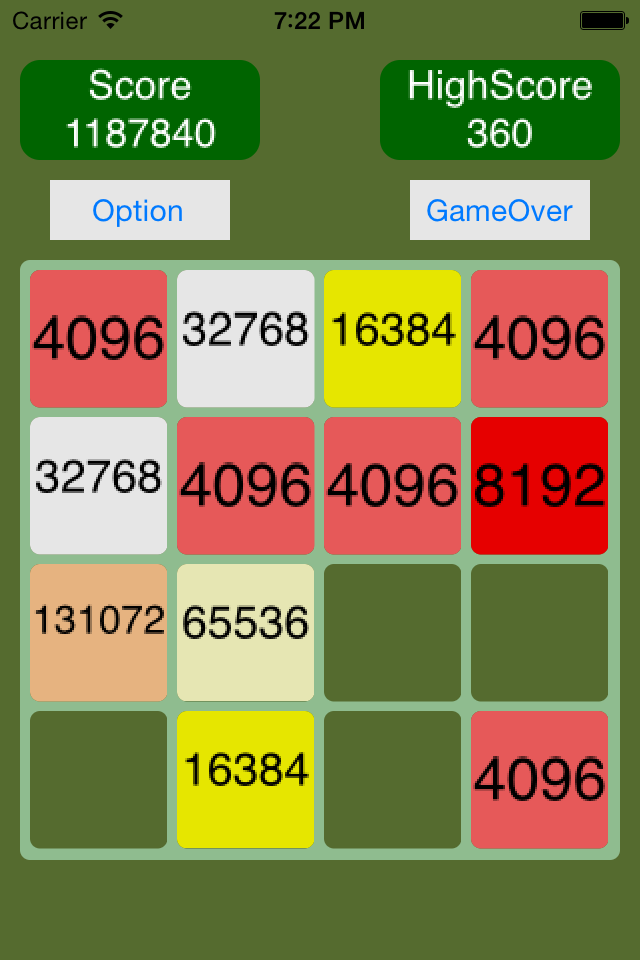 Carrier 7:22 PM
Score HighScore
1187840 360
Option GameOver
4096 32768 16384 4096
32768 4096 4096 8192
131072 65536
16384 4096